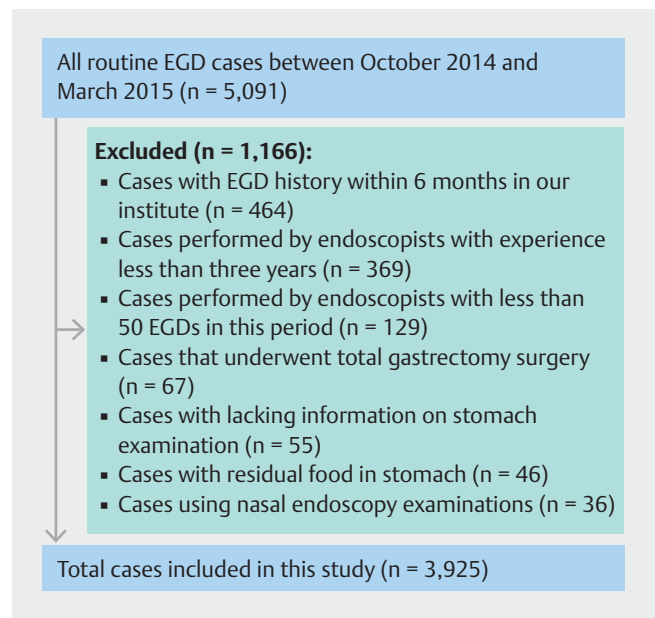 All routine EGD cases between October 2014 and
March 2015 (n = 5,091)
Excluded (n = 1,166):
▪ Cases with EGD history within 6 months in our
institute (n = 464)
▪ Cases performed by endoscopists with experience
less than three years (n = 369)
▪ Cases performed by endoscopists with less than
50 EGDs in this period (n = 129)
▪ Cases that underwent total gastrectomy surgery
(n = 67)
▪ Cases with lacking information on stomach
examination (n = 55)
▪ Cases with residual food in stomach (n = 46)
▪ Cases using nasal endoscopy examinations (n = 36)
Total cases included in this study (n = 3,925)